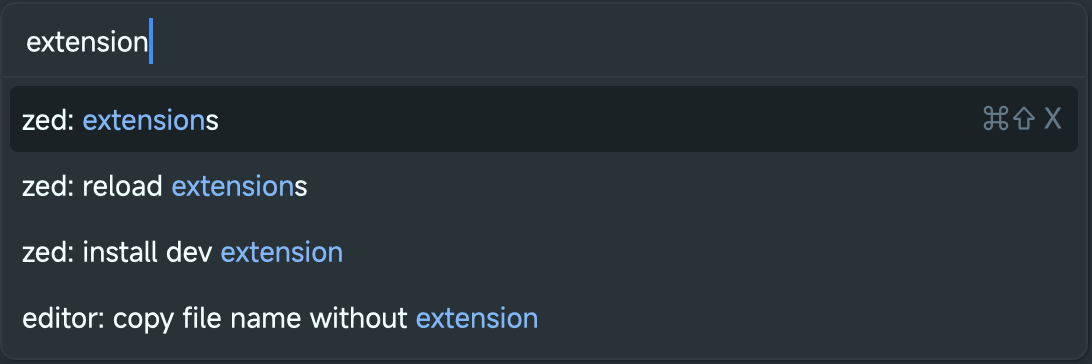 extension
zed: extensions ⌘⇧ X
zed: reload extensions
zed: install dev extension
editor: copy file name without extension